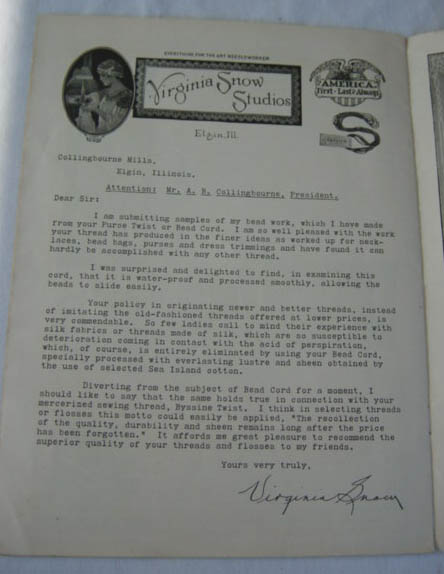 EVERYTHING FOR THE ART NEEDLEWORKER
Virginia Snow
Studios
Elgin, Ill.
AMERICA
First-Last & Always
Collingbourne Mills,
Elgin, Illinois.
Attention: Mr. A. B. Collingbourne, President.
Dear Sir:
I am submitting samples of my bead work, which I have made
from your Purse Twist or Bead Cord. I am so well pleased with the work
your thread has produced in the finer ideas as worked up for neck-
laces, bead bags, purses and dress trimmings and have found it can
hardly be accomplished with any other thread.
I was surprised and delighted to find, in examining this
cord, that it is water-proof and processed smoothly, allowing the
beads to slide easily.
Your policy in originating newer and better threads, instead
of imitating the old-fashioned threads offered at lower prices, is
very commendable. So few ladies call to mind their experience with
silk fabrics or threads made of silk, which are so susceptible to
deterioration coming in contact with the acid of perspiration,
which, of course, is entirely eliminated by using your Bead Cord,
specially processed with everlasting lustre and sheen obtained by
the use of selected Sea Island cotton.
Diverting from the subject of Bead Cord for a moment, I
should like to say that the same holds true in connection with your
mercerized sewing thread, Byssine Twist. I think in selecting threads
or flosses this motto could easily be applied, "The recollection
of the quality, durability and sheen remains long after the price
has been forgotten." It affords me great pleasure to recommend the
superior quality of your threads and flosses to my friends.
Yours very truly,
Virginia Snow